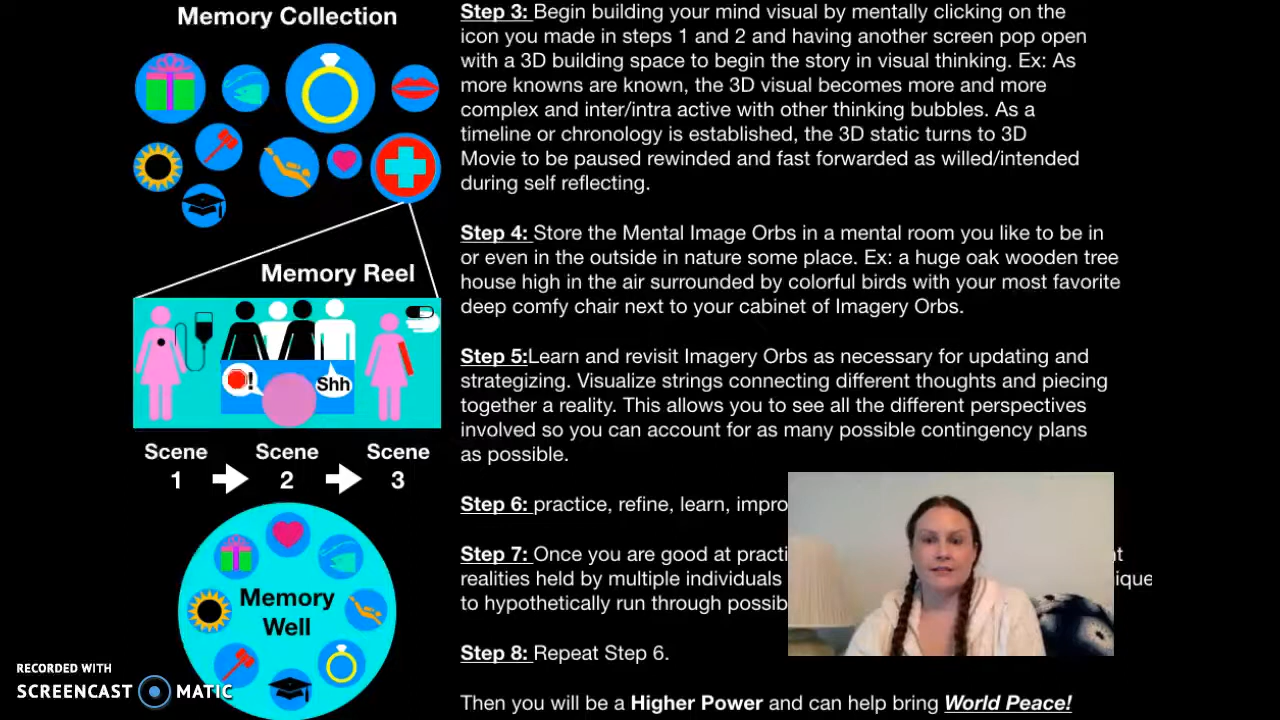 Memory Collection
Memory Reel
!
Shh
Scene 1
Scene 2
Scene 3
Memory
Well
RECORDED WITH
SCREENCAST MATIC
Step 3: Begin building your mind visual by mentally clicking on the
icon you made in steps 1 and 2 and having another screen pop open
with a 3D building space to begin the story in visual thinking. Ex: As
more knowns are known, the 3D visual becomes more and more
complex and inter/intra active with other thinking bubbles. As a
timeline or chronology is established, the 3D static turns to 3D
Movie to be paused rewinded and fast forwarded as willed/intended
during self reflecting.
Step 4: Store the Mental Image Orbs in a mental room you like to be in
or even in the outside in nature some place. Ex: a huge oak wooden tree
house high in the air surrounded by colorful birds with your most favorite
deep comfy chair next to your cabinet of Imagery Orbs.
Step 5:Learn and revisit Imagery Orbs as necessary for updating and
strategizing. Visualize strings connecting different thoughts and piecing
together a reality. This allows you to see all the different perspectives
involved so you can account for as many possible contingency plans
as possible.
Step 6: practice, refine, learn,
Step 7: Once you are good at
realities held by multiple individuals
to hypothetically run through
Step 8: Repeat Step 6.
Then you will be a Higher Power and can help bring World Peace!